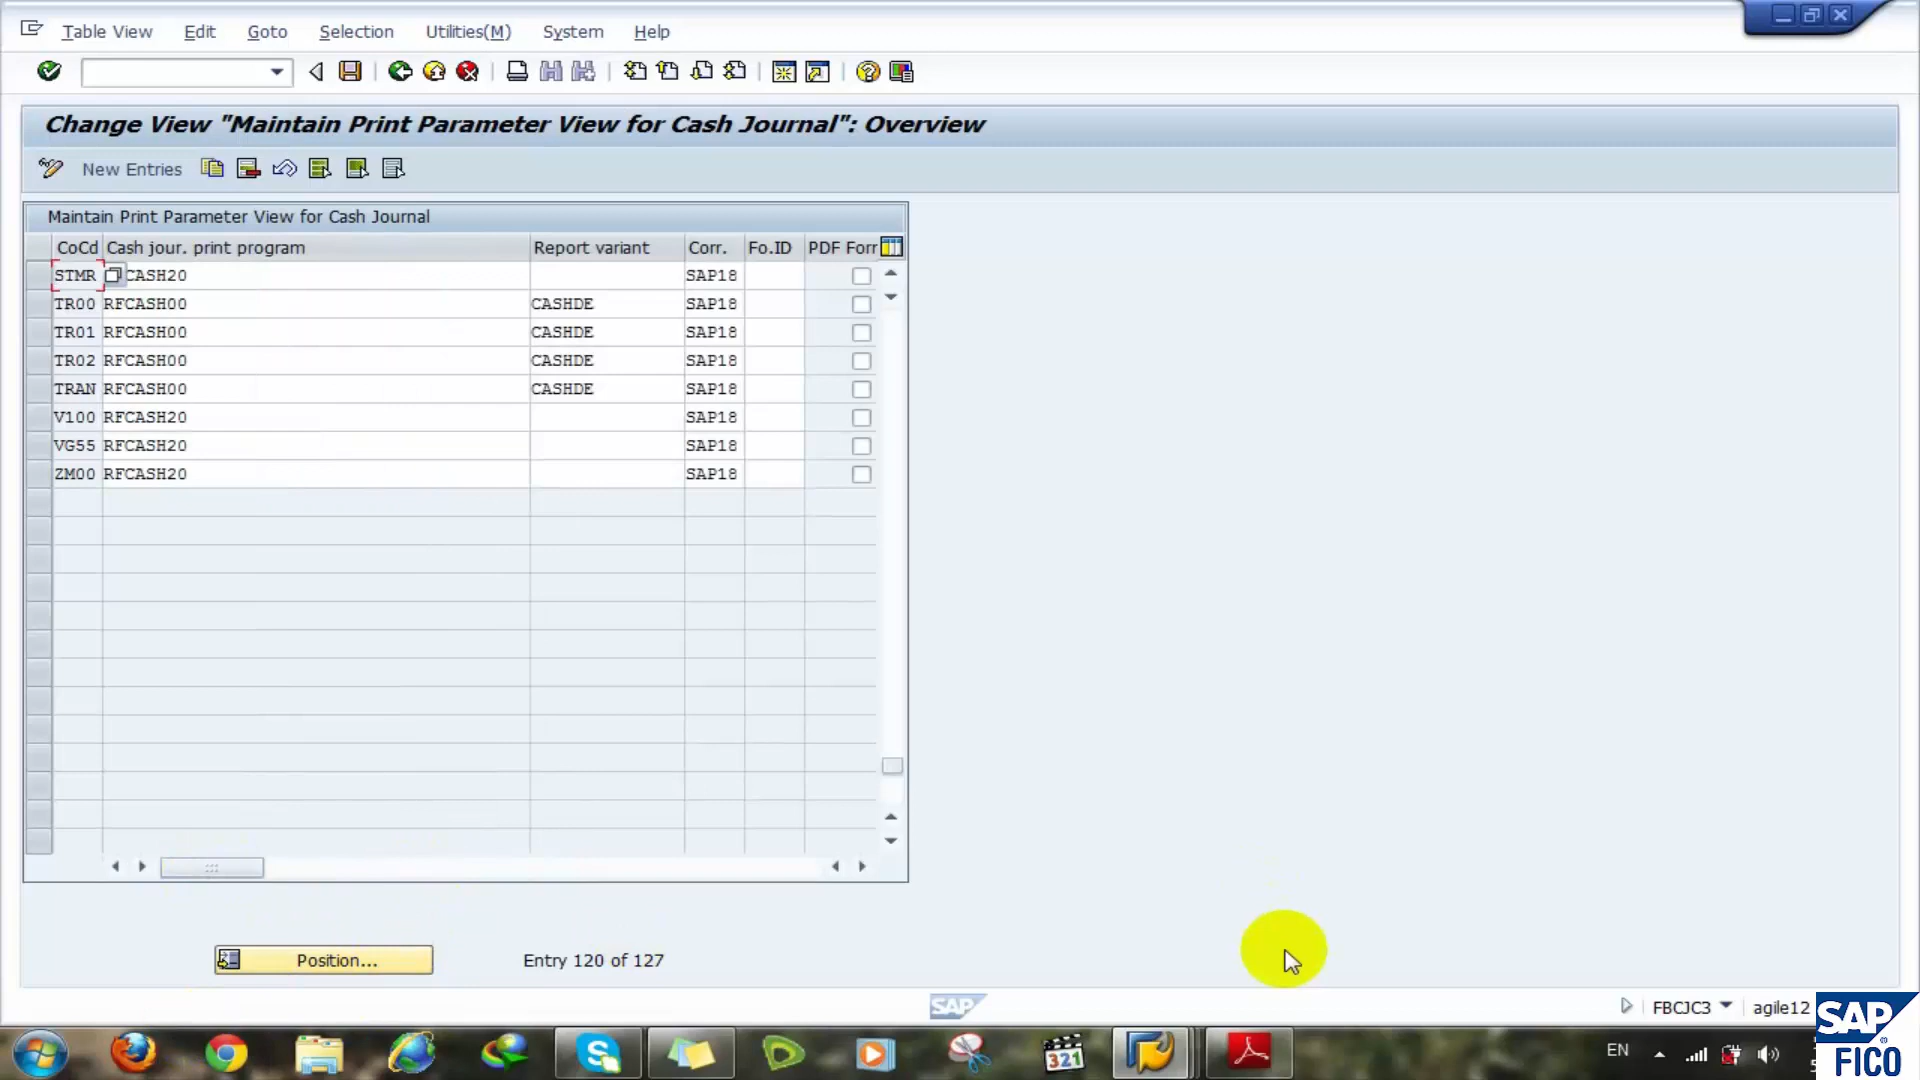 Table View Edit Goto Selection Utilities(M) System Help
Change View "Maintain Print Parameter View for Cash Journal": Overview
New Entries
Maintain Print Parameter View for Cash Journal
CoCd Cash jour. print program Report variant Corr. Fo.ID PDF Forr
STMR CASH20 SAP18
TR00 RFCASH00 CASHDE SAP18
TR01 RFCASH00 CASHDE SAP18
TR02 RFCASH00 CASHDE SAP18
TRAN RFCASH00 CASHDE SAP18
V100 RFCASH20 SAP18
VG55 RFCASH20 SAP18
ZM00 RFCASH20 SAP18
Position... Entry 120 of 127
SAP FBCJC3 agile12
SAP
FICO
321 EN